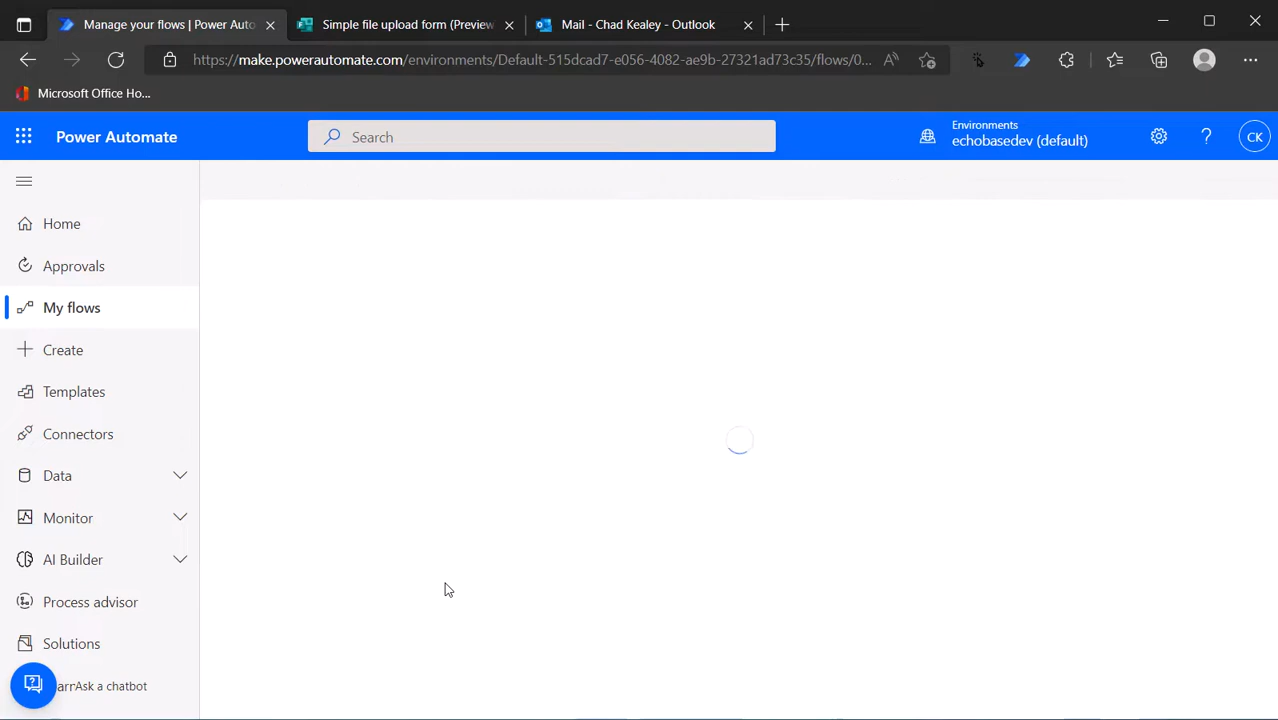 Manage your flows | Power Auto
Simple file upload form (Preview
Mail - Chad Kealey - Outlook
https://make.powerautomate.com/environments/Default-515dcad7-e056-4082-ae9b-27321ad73c35/flows/0...
Microsoft Office Ho...
Power Automate
Search
Environments
echobasedev (default)
CK
Home
Approvals
My flows
Create
Templates
Connectors
Data
Monitor
AI Builder
Process advisor
Solutions
Ask a chatbot